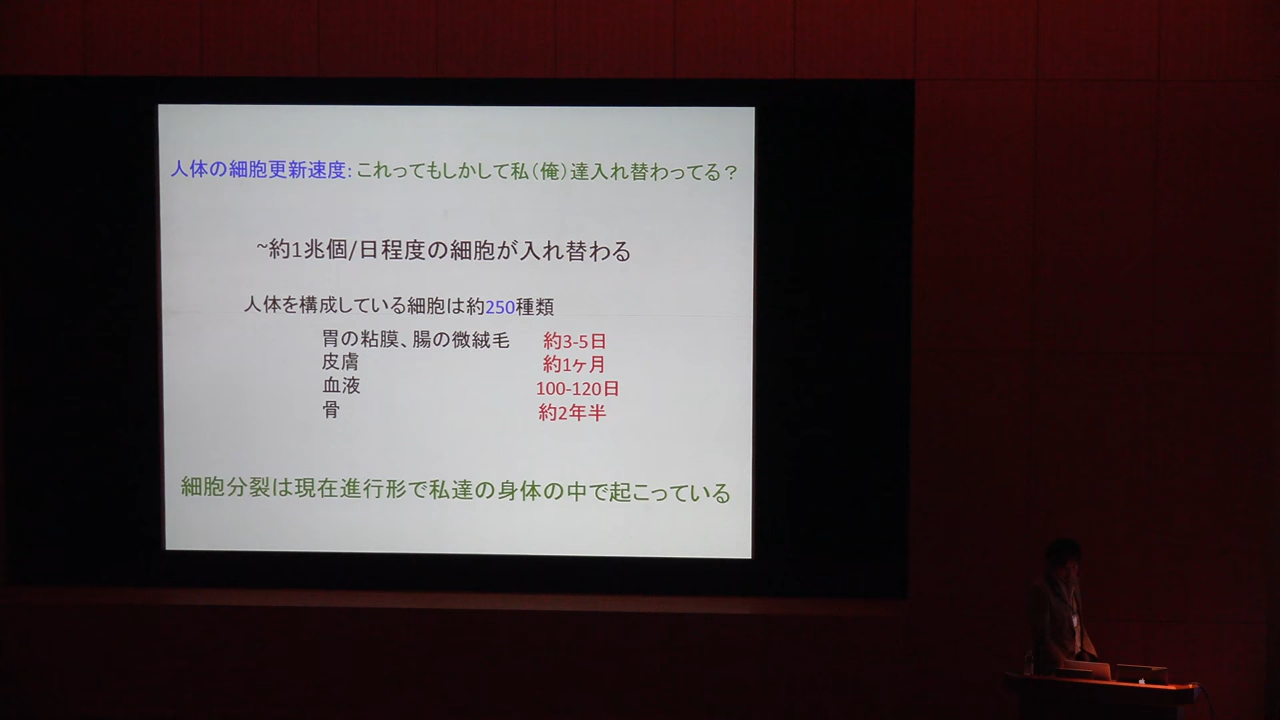 人体の細胞更新速度: これってもしかして私（俺）達入れ替わってる？
~約1兆個/日程度の細胞が入れ替わる
人体を構成している細胞は約250種類
胃の粘膜、腸の微絨毛 約3-5日
皮膚 約1ヶ月
血液 100-120日
骨 約2年半
細胞分裂は現在進行形で私達の身体の中で起こっている